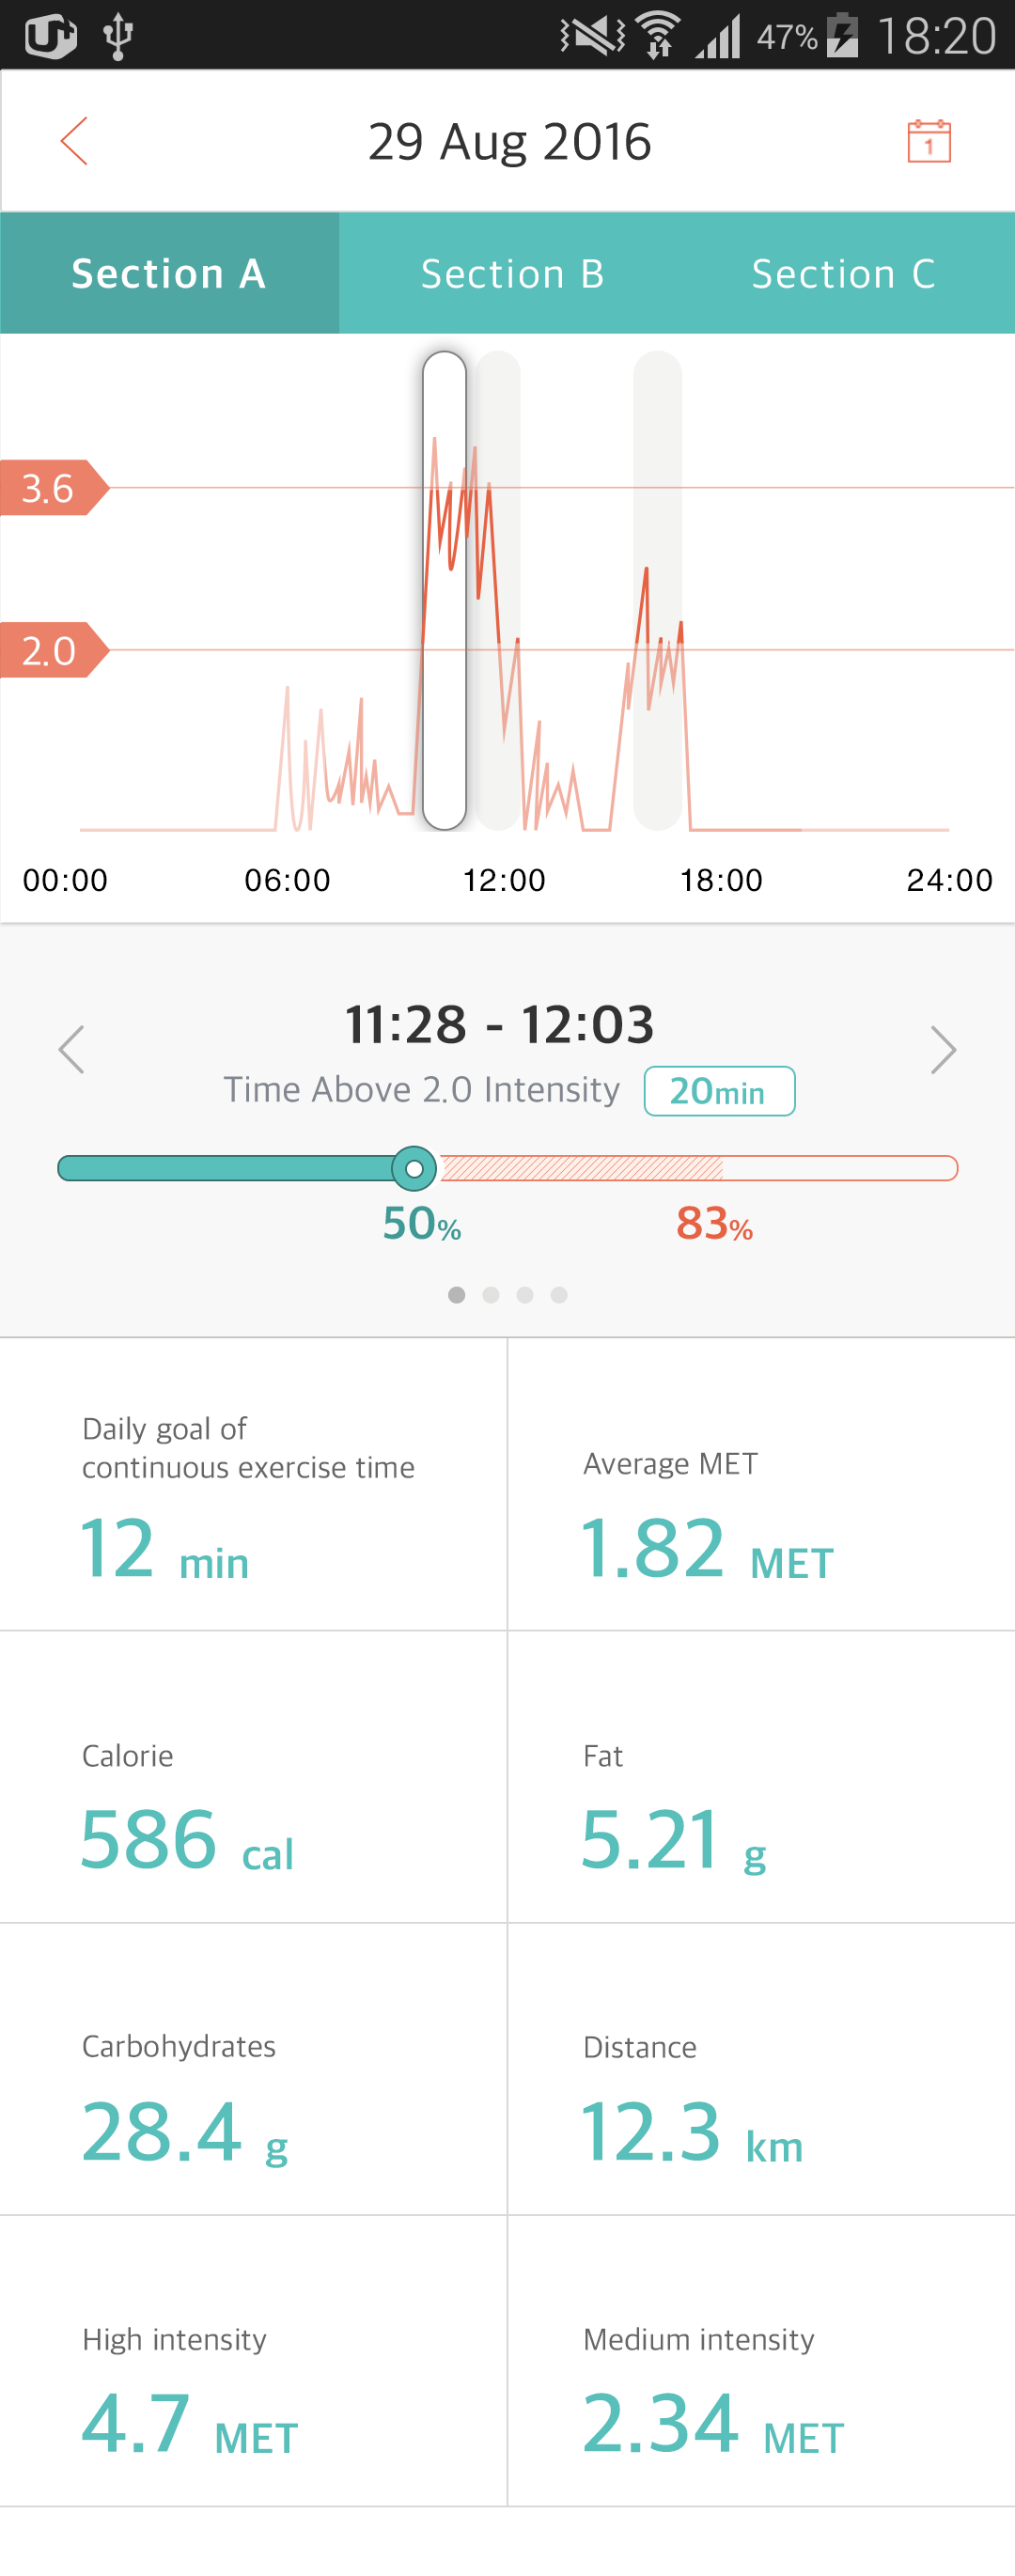 U+
47% 18:20
29 Aug 2016
1
Section A Section B Section C
3.6
2.0
00:00 06:00 12:00 18:00 24:00
11:28 - 12:03
Time Above 2.0 Intensity 20min
50% 83%
Daily goal of
continuous exercise time
12 min
Average MET
1.82 MET
Calorie
586 cal
Fat
5.21 g
Carbohydrates
28.4 g
Distance
12.3 km
High intensity
4.7 MET
Medium intensity
2.34 MET